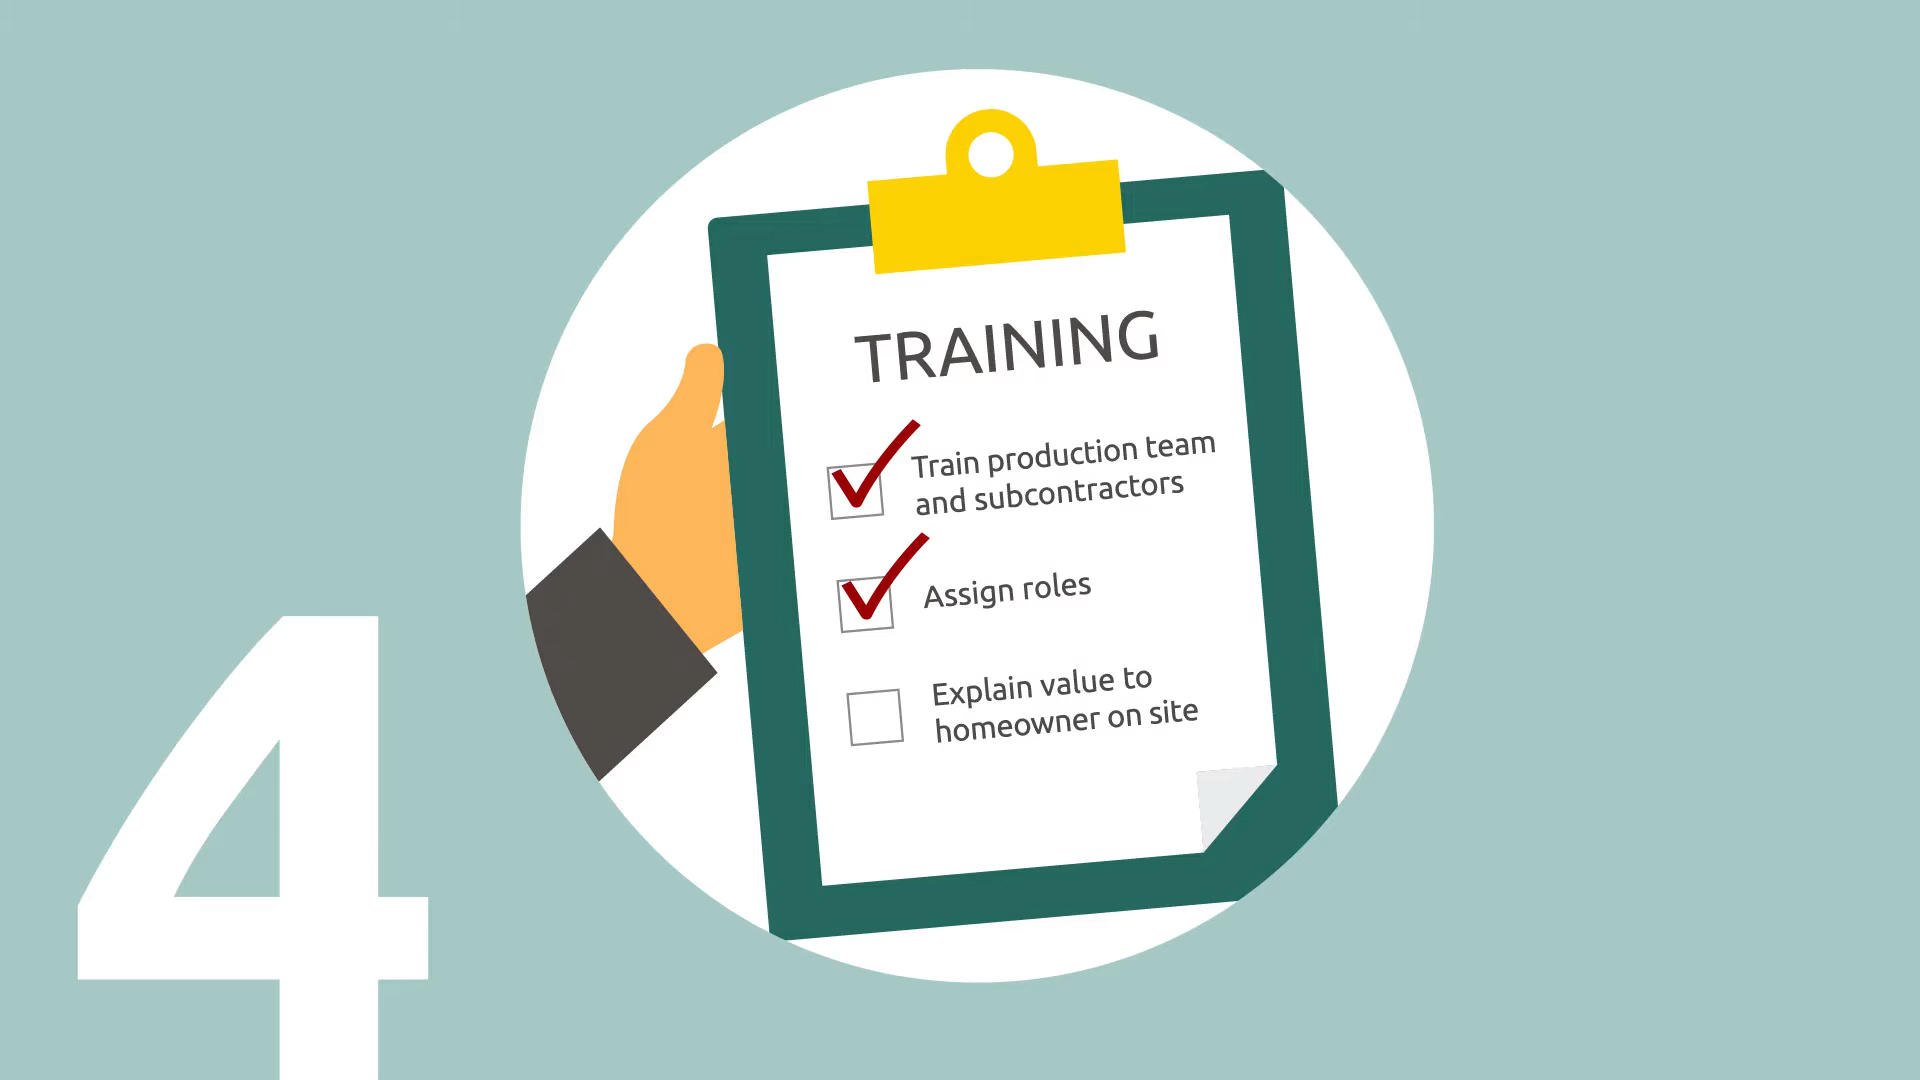 TRAINING
Train production team
and subcontractors
Assign roles
Explain value to
homeowner on site
4